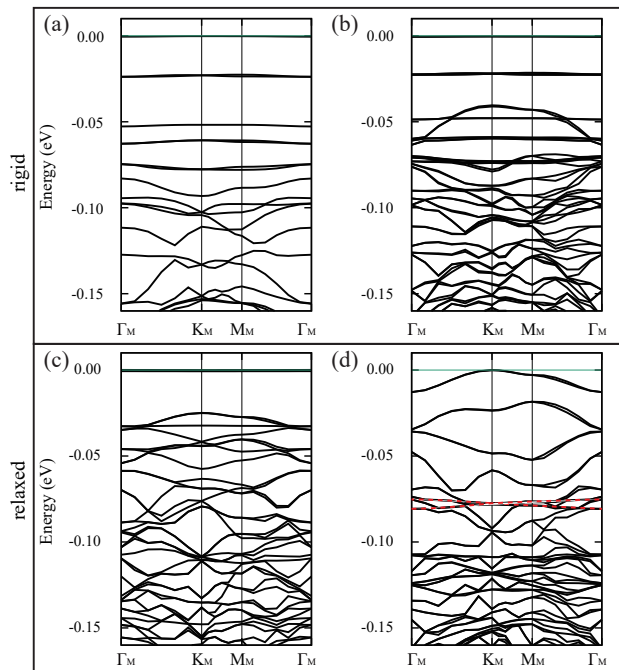 (a)
(b)
0.00
0.00
-0.05
-0.05
-0.10
-0.10
-0.15
-0.15
rigid
Energy (eV)
ΓM KM MM ΓM
ΓM KM MM ΓM
(c)
(d)
0.00
0.00
-0.05
-0.05
-0.10
-0.10
-0.15
-0.15
relaxed
Energy (eV)
ΓM KM MM ΓM
ΓM KM MM ΓM